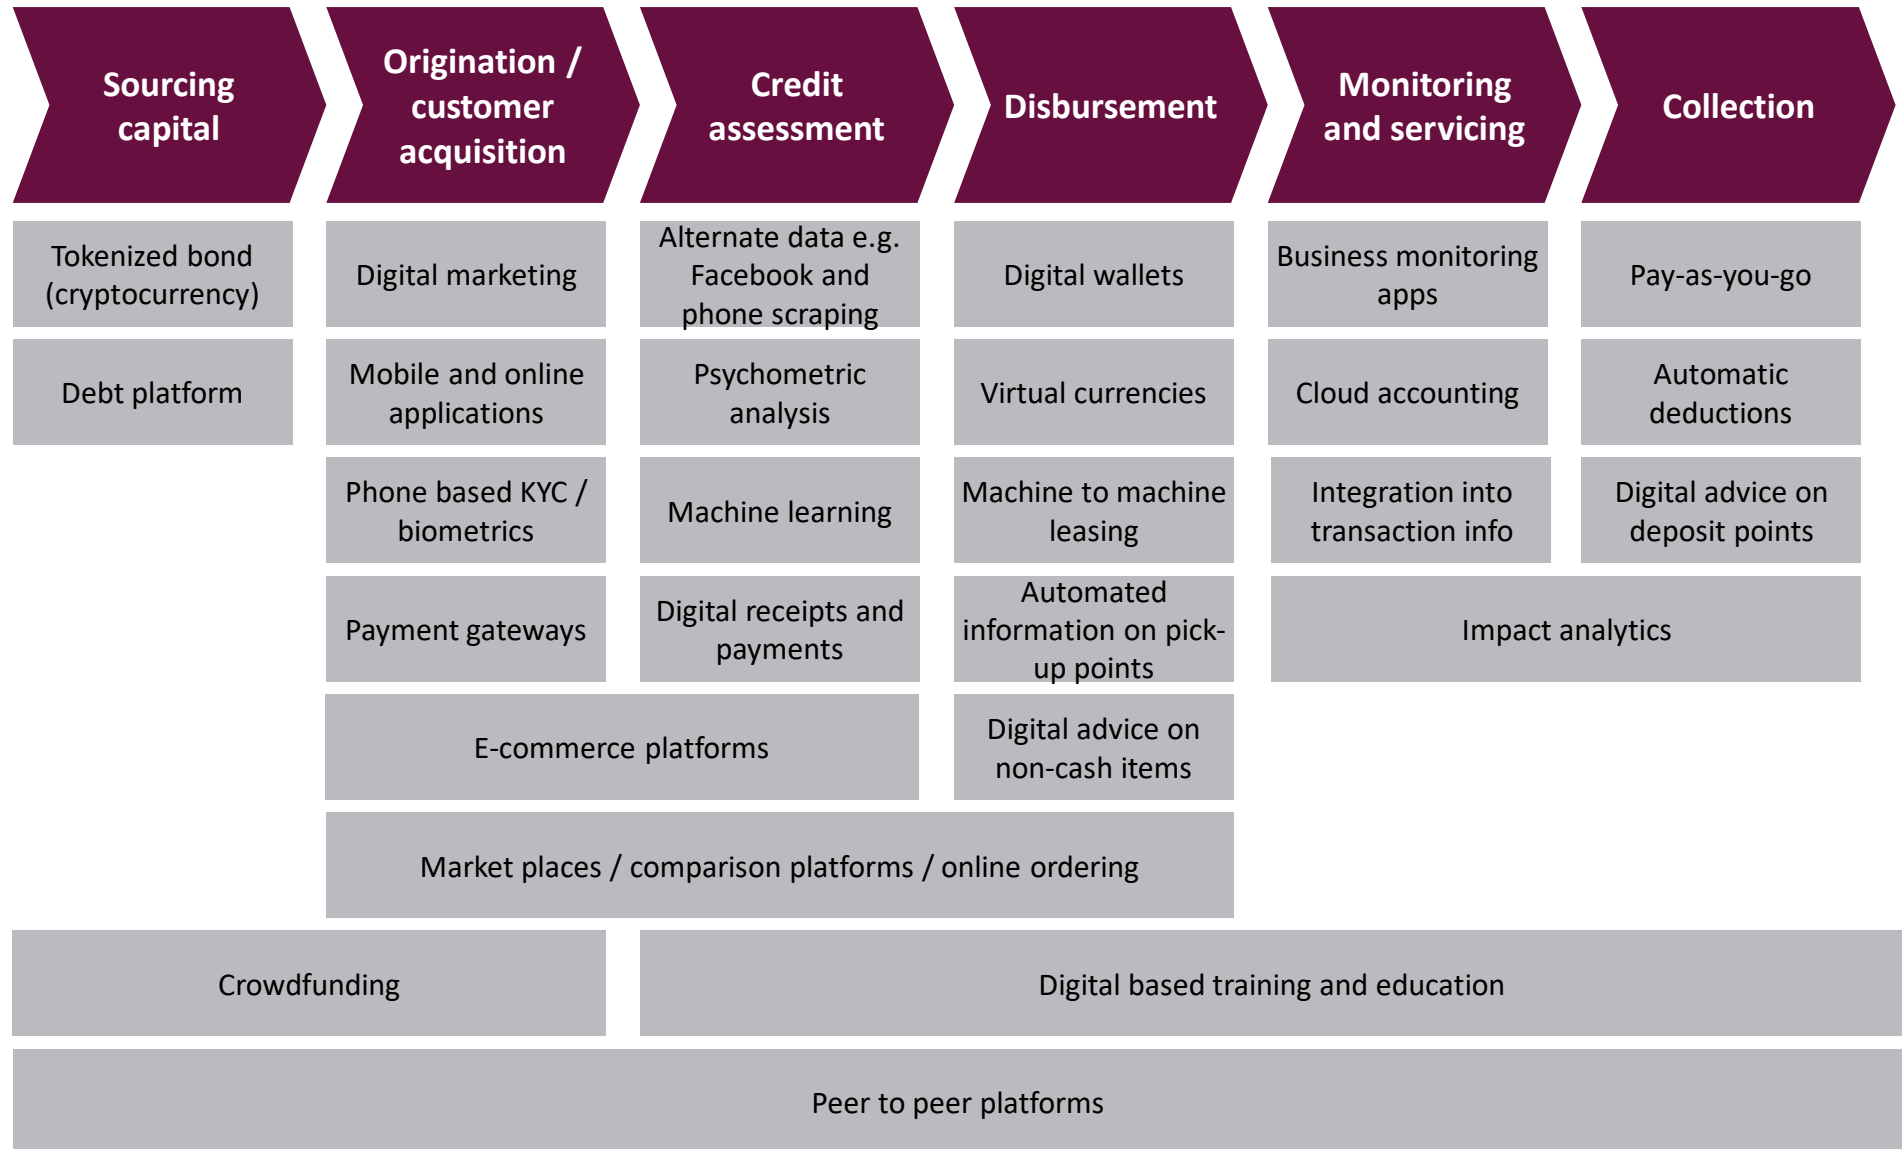 Sourcing
capital
Origination /
customer
acquisition
Credit
assessment
Disbursement
Monitoring
and servicing
Collection
Tokenized bond
(cryptocurrency)
Digital marketing
Alternate data e.g.
Facebook and
phone scraping
Digital wallets
Business monitoring
apps
Pay-as-you-go
Debt platform
Mobile and online
applications
Psychometric
analysis
Virtual currencies
Cloud accounting
Automatic
deductions
Phone based KYC /
biometrics
Machine learning
Machine to machine
leasing
Integration into
transaction info
Digital advice on
deposit points
Payment gateways
Digital receipts and
payments
Automated
information on pick-
up points
Impact analytics
E-commerce platforms
Digital advice on
non-cash items
Market places / comparison platforms / online ordering
Crowdfunding
Digital based training and education
Peer to peer platforms